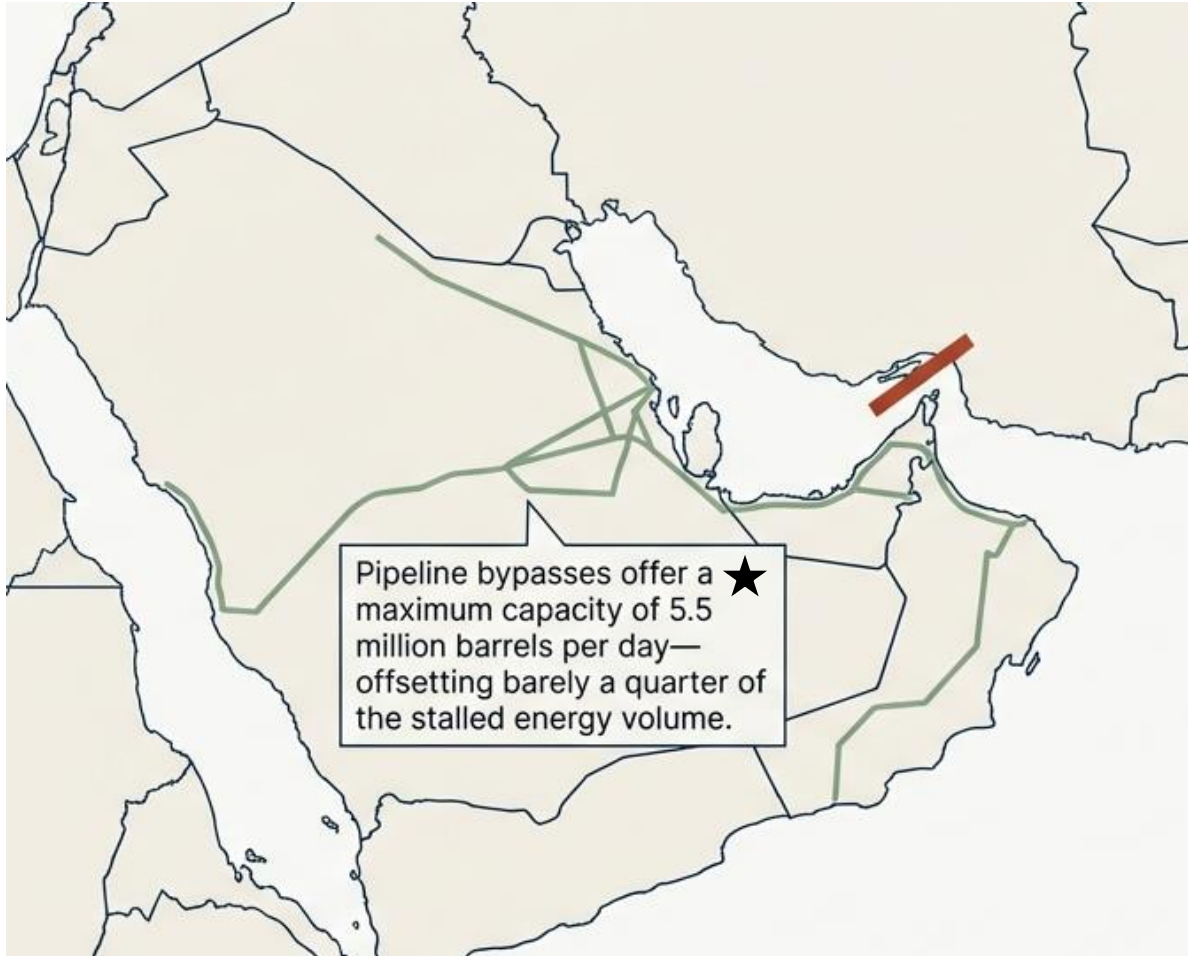 Pipeline bypasses offer a
maximum capacity of 5.5
million barrels per day—
offsetting barely a quarter of
the stalled energy volume.